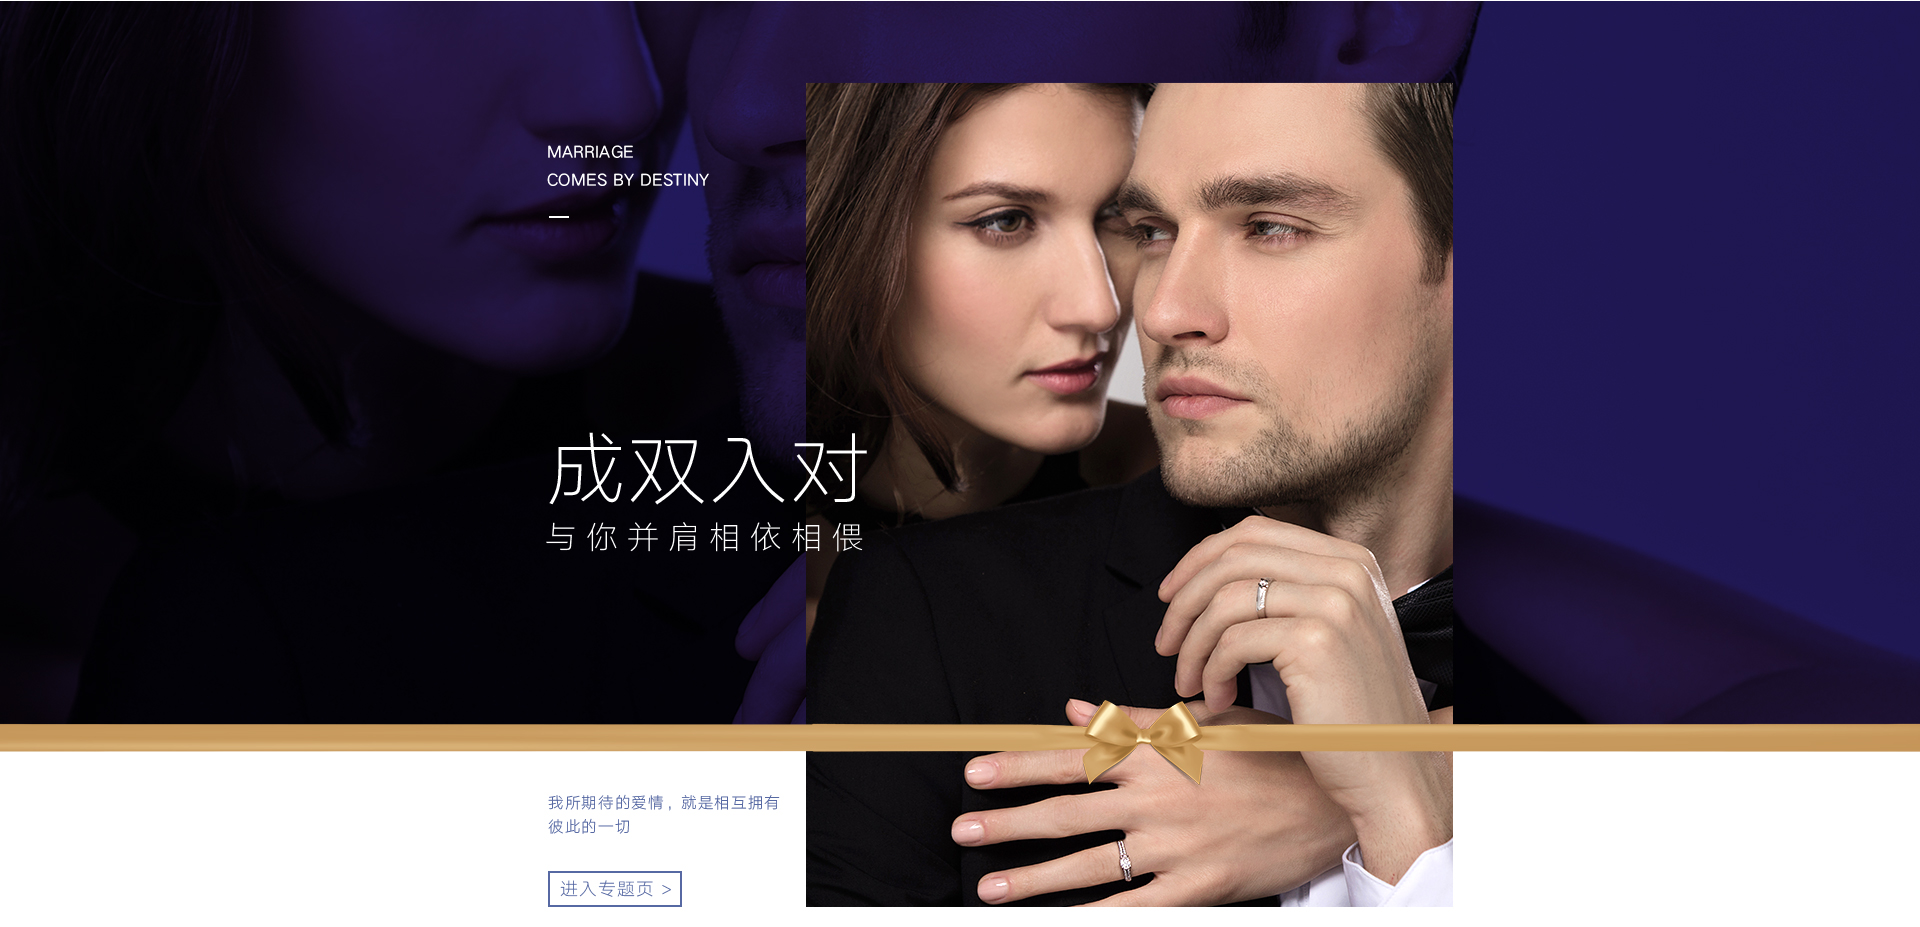 MARRIAGE
COMES BY DESTINY
成双入对
与你并肩相依相偎
我所期待的爱情，就是相互拥有
彼此的一切
进入专题页 >